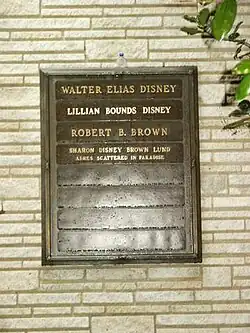 WALTER ELIAS DISNEY
LILLIAN BOUNDS DISNEY
ROBERT B. BROWN
SHARON DISNEY BROWN LUND
ASHES SCATTERED IN PARADISE